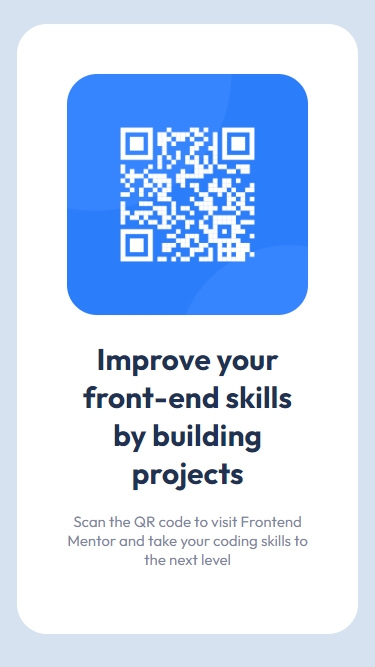 Improve your
front-end skills
by building
projects
Scan the QR code to visit Frontend
Mentor and take your coding skills to
the next level